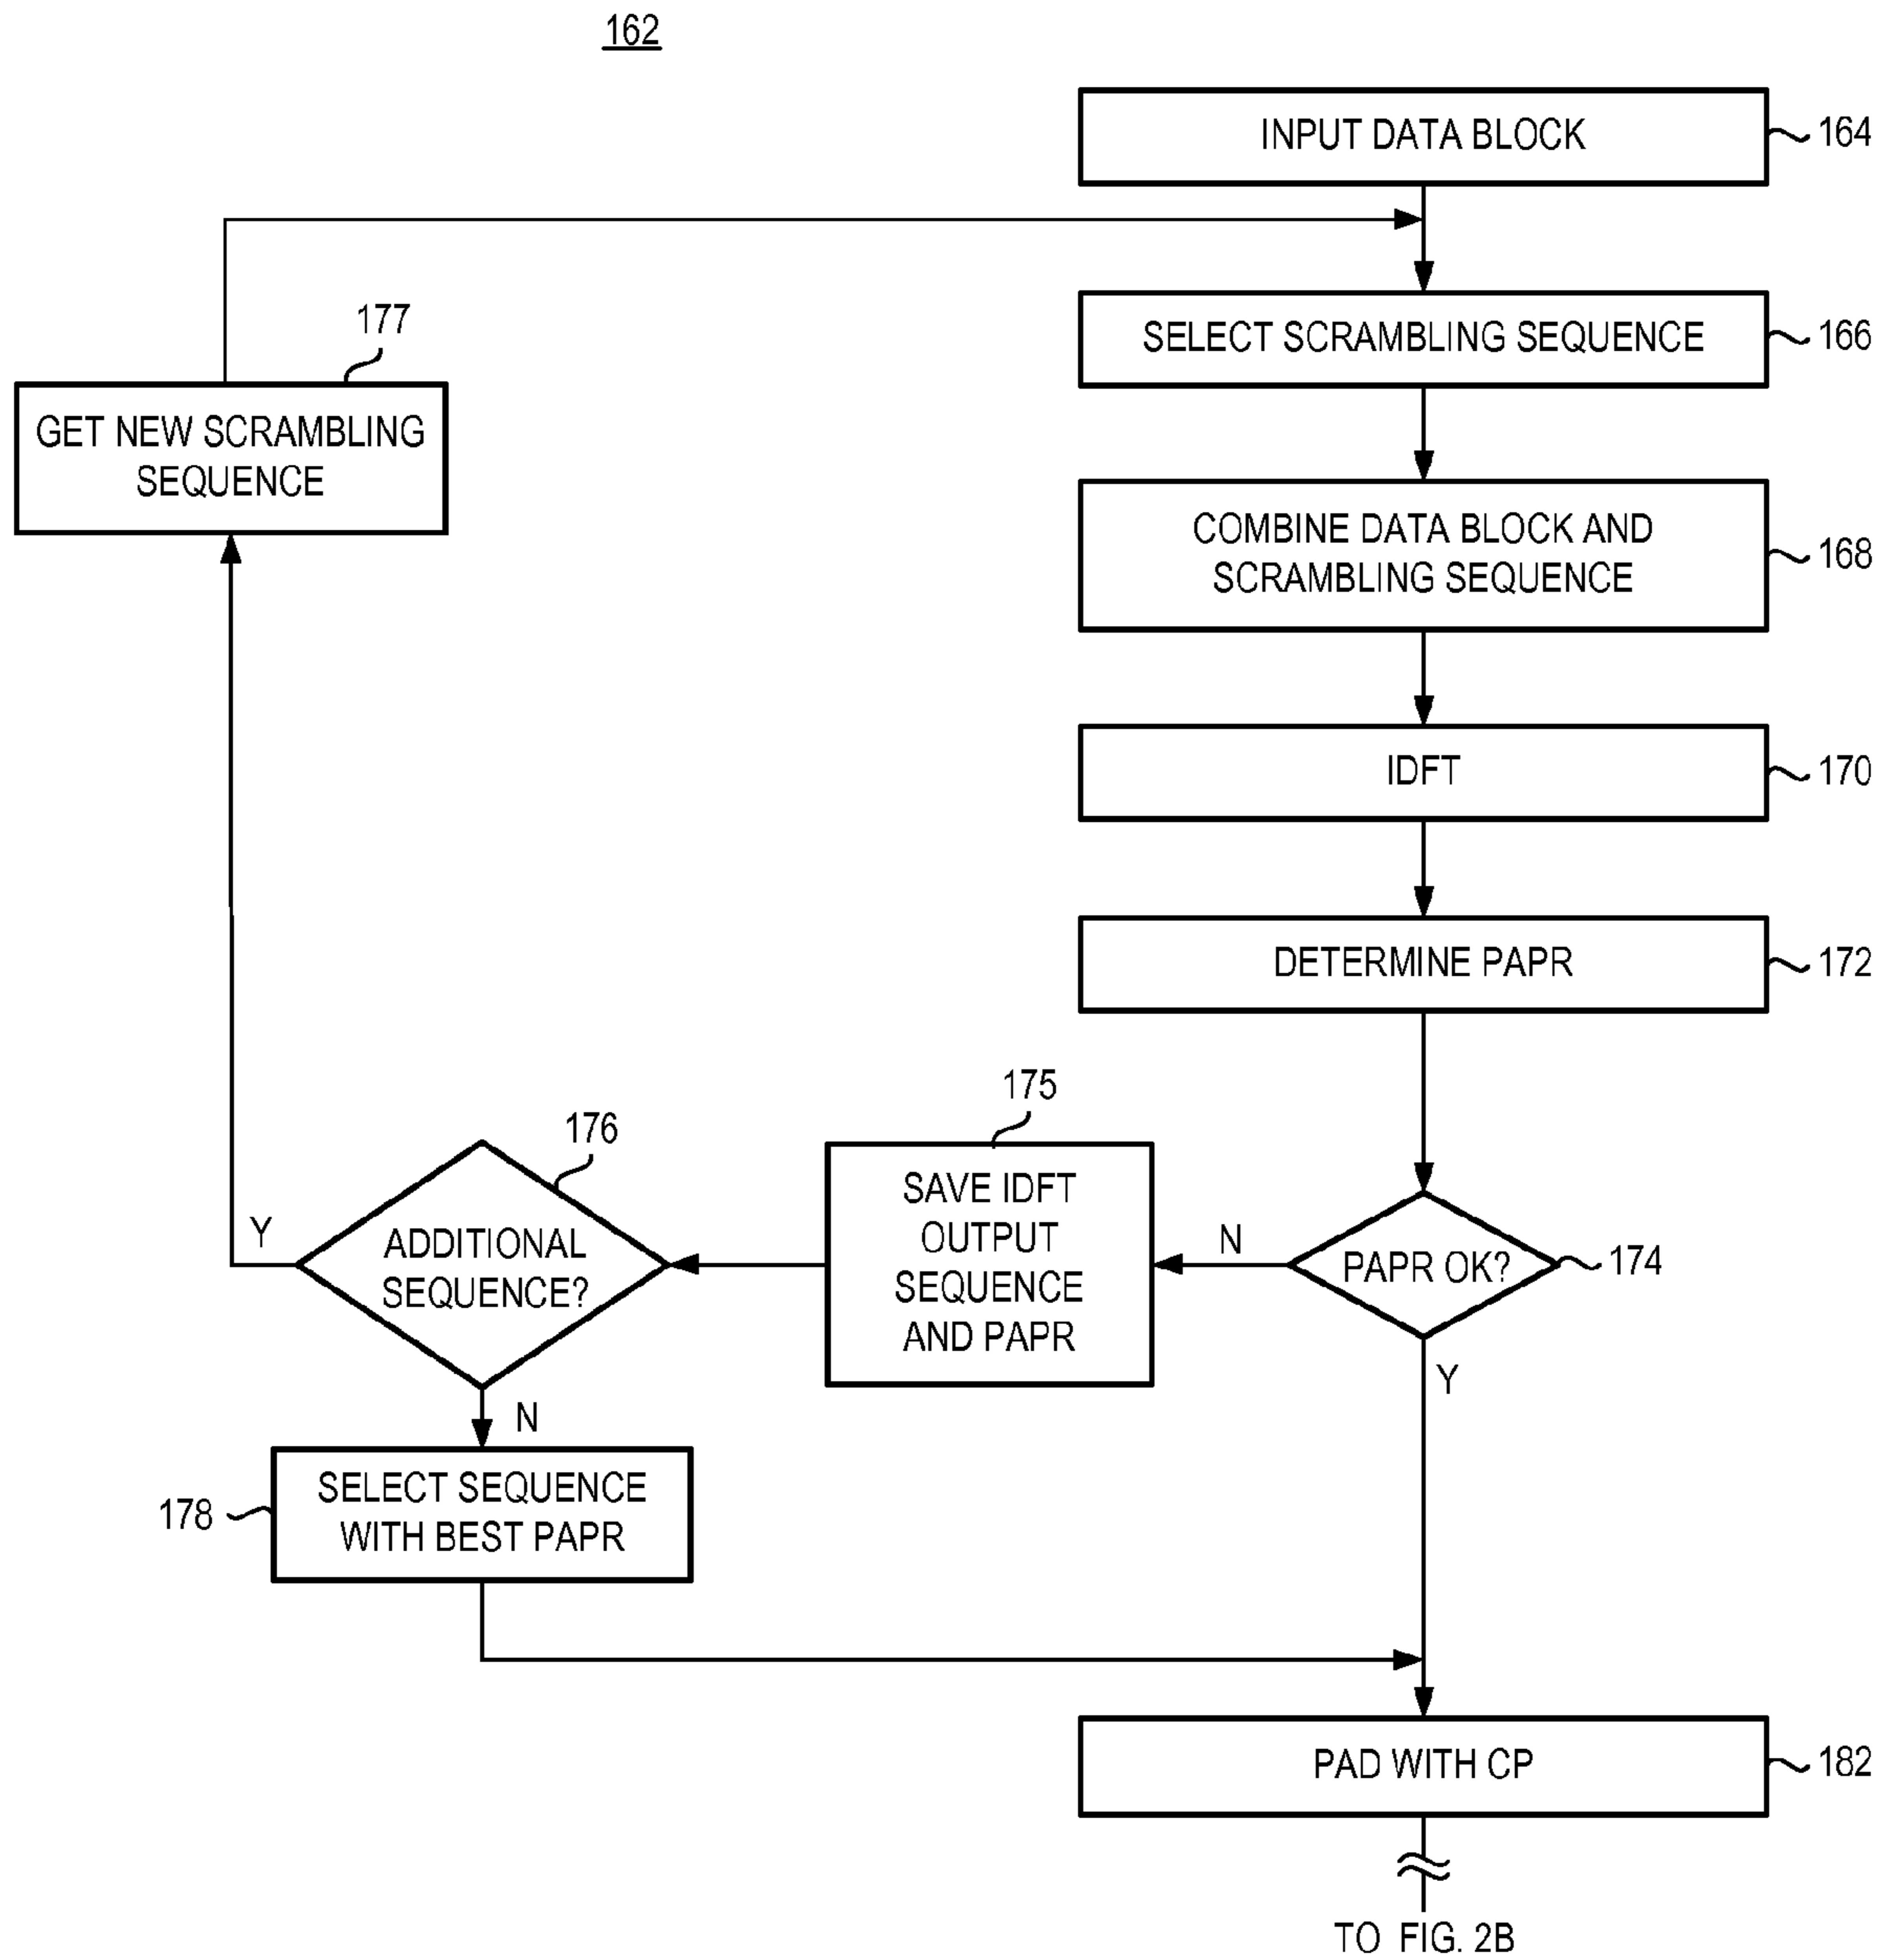 162
INPUT DATA BLOCK
164
SELECT SCRAMBLING SEQUENCE
166
177
GET NEW SCRAMBLING
SEQUENCE
COMBINE DATA BLOCK AND
SCRAMBLING SEQUENCE
168
IDFT
170
DETERMINE PAPR
172
175
SAVE IDFT
OUTPUT
SEQUENCE
AND PAPR
176
ADDITIONAL
SEQUENCE?
Y
N
PAPR OK?
174
N
Y
178
SELECT SEQUENCE
WITH BEST PAPR
PAD WITH CP
182
TO FIG. 2B